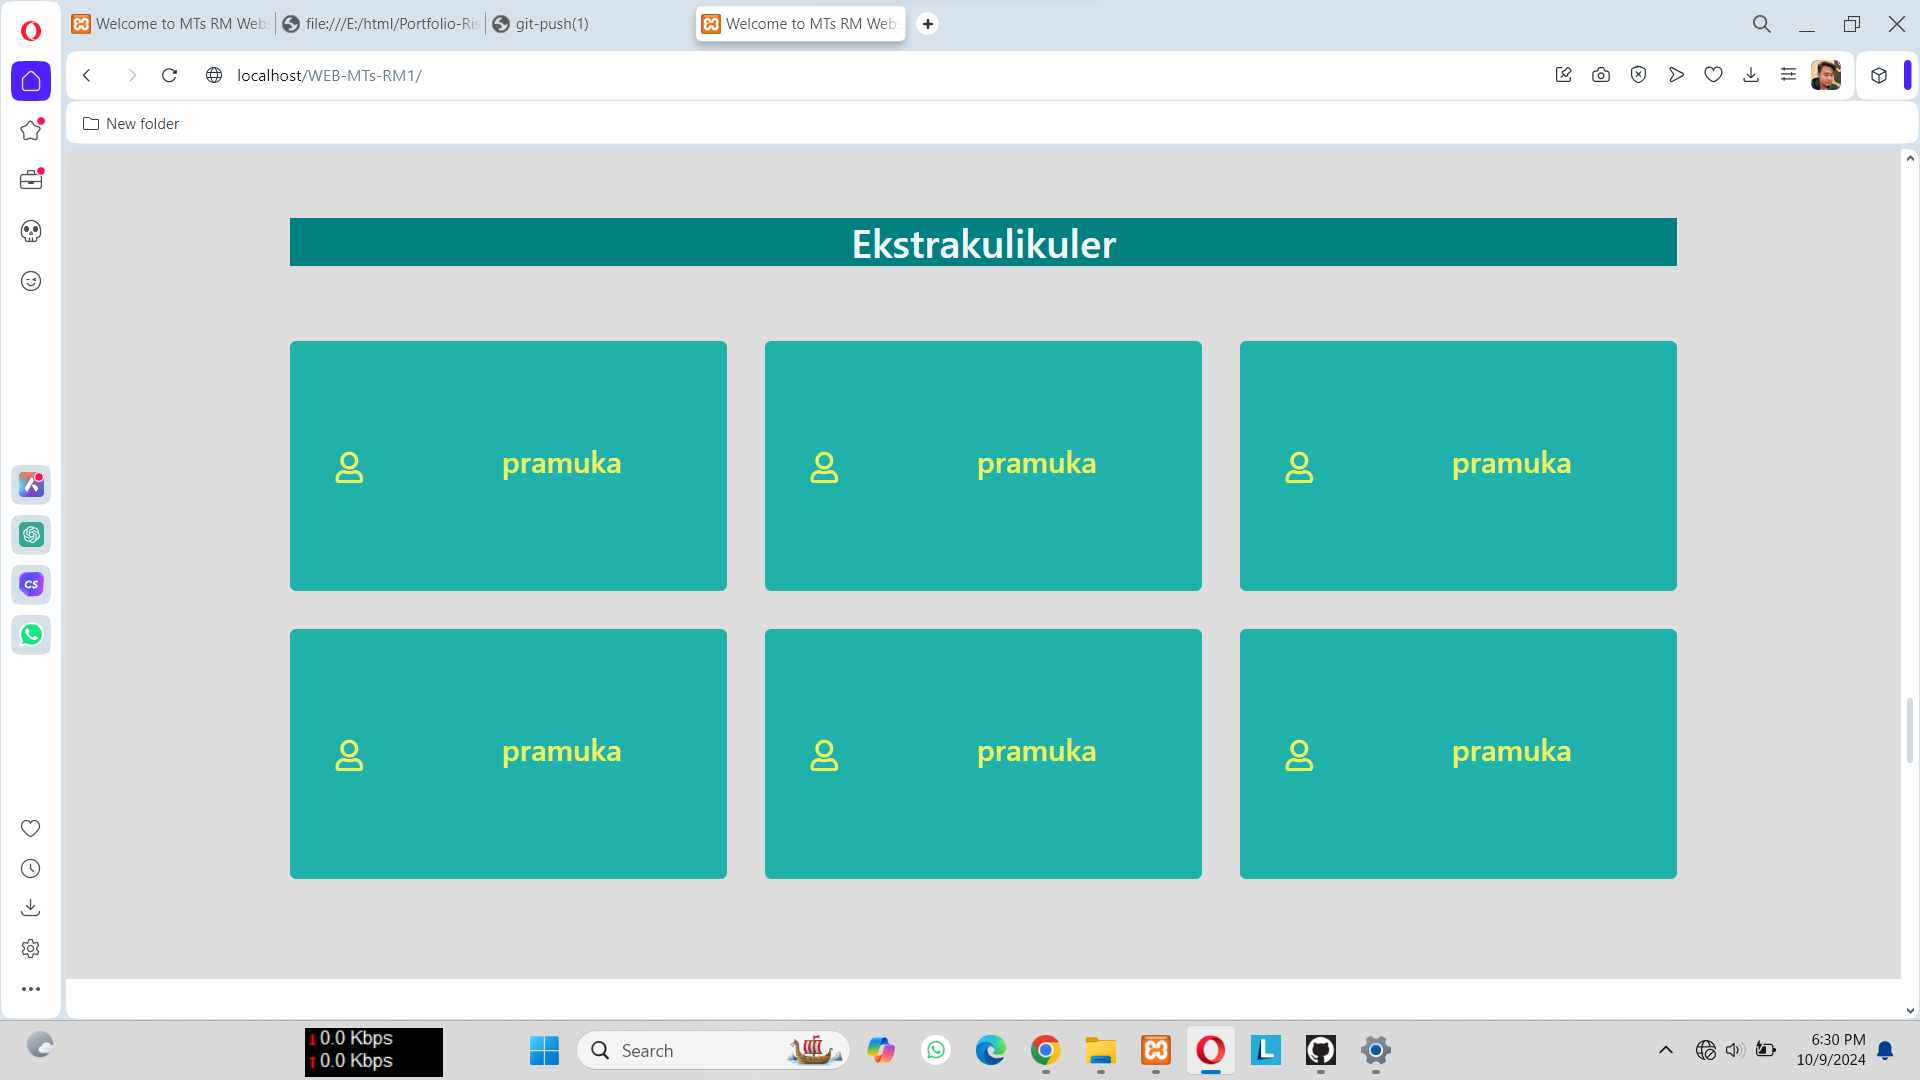 Welcome to MTs RM Web
file:///E:/html/Portfolio-Ris
git-push(1)
Welcome to MTs RM Web
localhost/WEB-MTs-RM1/
New folder
Ekstrakulikuler
pramuka
pramuka
pramuka
pramuka
pramuka
pramuka
CS
0.0 Kbps
0.0 Kbps
Search
L
6:30 PM
10/9/2024